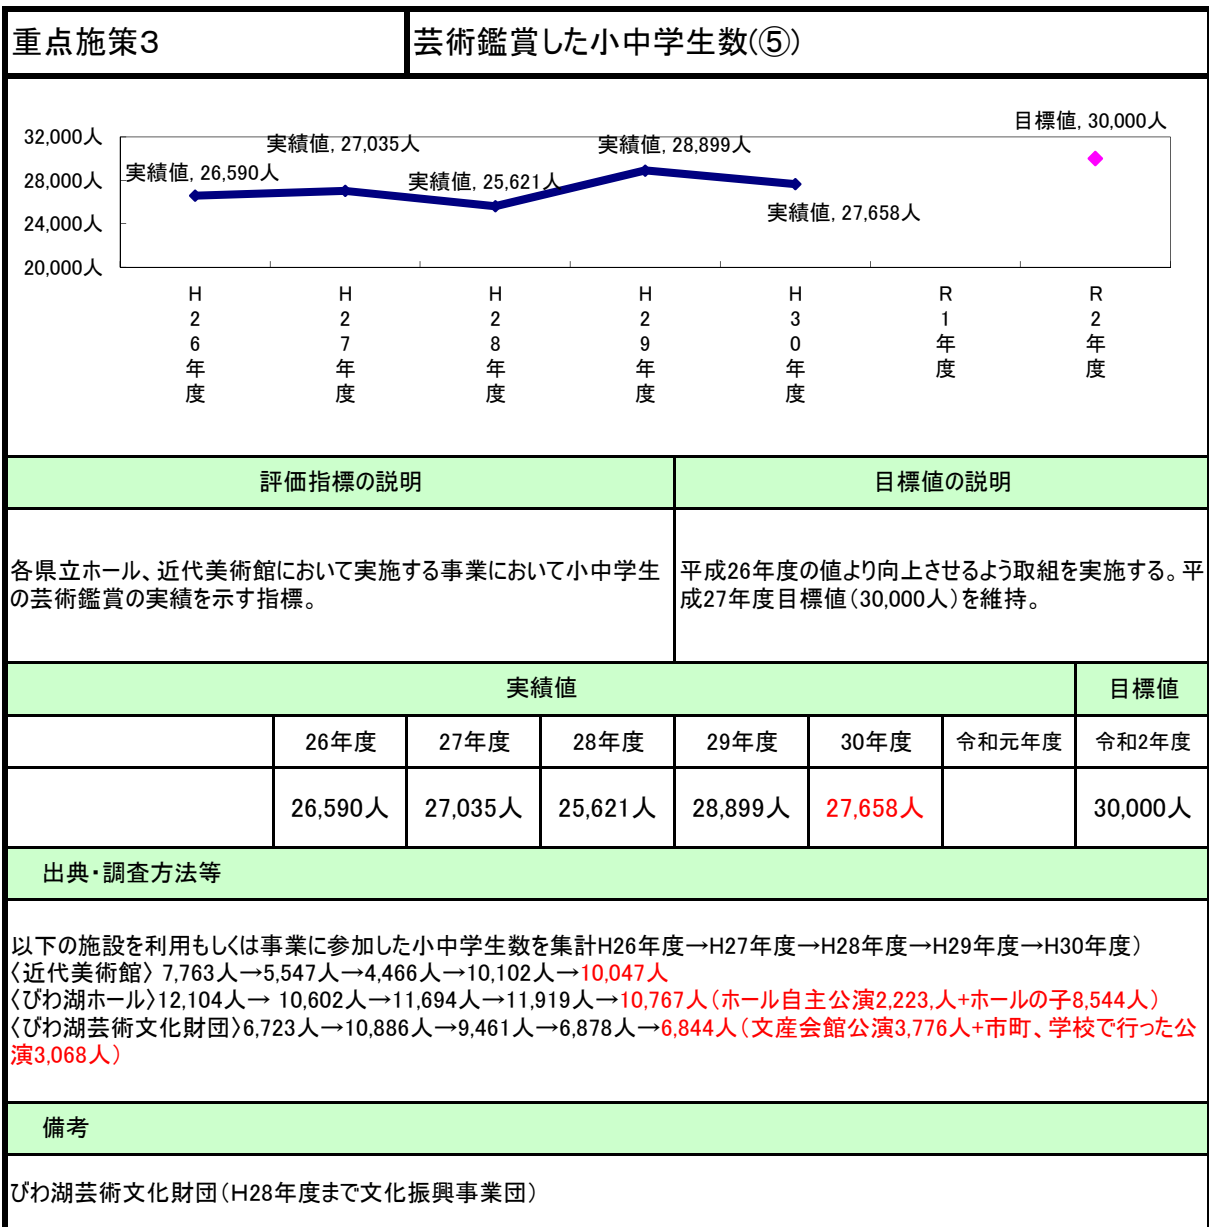 重点施策3
芸術鑑賞した小中学生数(⑤)
目標値, 30,000人
32,000人
28,000人
24,000人
20,000人
実績値, 26,590人
実績値, 27,035人
実績値, 25,621人
実績値, 28,899人
実績値, 27,658人
H26年度
H27年度
H28年度
H29年度
H30年度
R1年度
R2年度
評価指標の説明
目標値の説明
各県立ホール、近代美術館において実施する事業において小中学生
の芸術鑑賞の実績を示す指標。
平成26年度の値より向上させるよう取組を実施する。平
成27年度目標値(30,000人)を維持。
実績値
目標値
26年度
27年度
28年度
29年度
30年度
令和元年度
令和2年度
26,590人
27,035人
25,621人
28,899人
27,658人
30,000人
出典・調査方法等
以下の施設を利用もしくは事業に参加した小中学生数を集計H26年度→H27年度→H28年度→H29年度→H30年度)
〈近代美術館〉 7,763人→5,547人→4,466人→10,102人→10,047人
〈びわ湖ホール〉12,104人→ 10,602人→11,694人→11,919人→10,767人(ホール自主公演2,223,人+ホールの子8,544人)
〈びわ湖芸術文化財団〉6,723人→10,886人→9,461人→6,878人→6,844人(文産会館公演3,776人+市町、学校で行った公
演3,068人)
備考
びわ湖芸術文化財団(H28年度まで文化振興事業団)